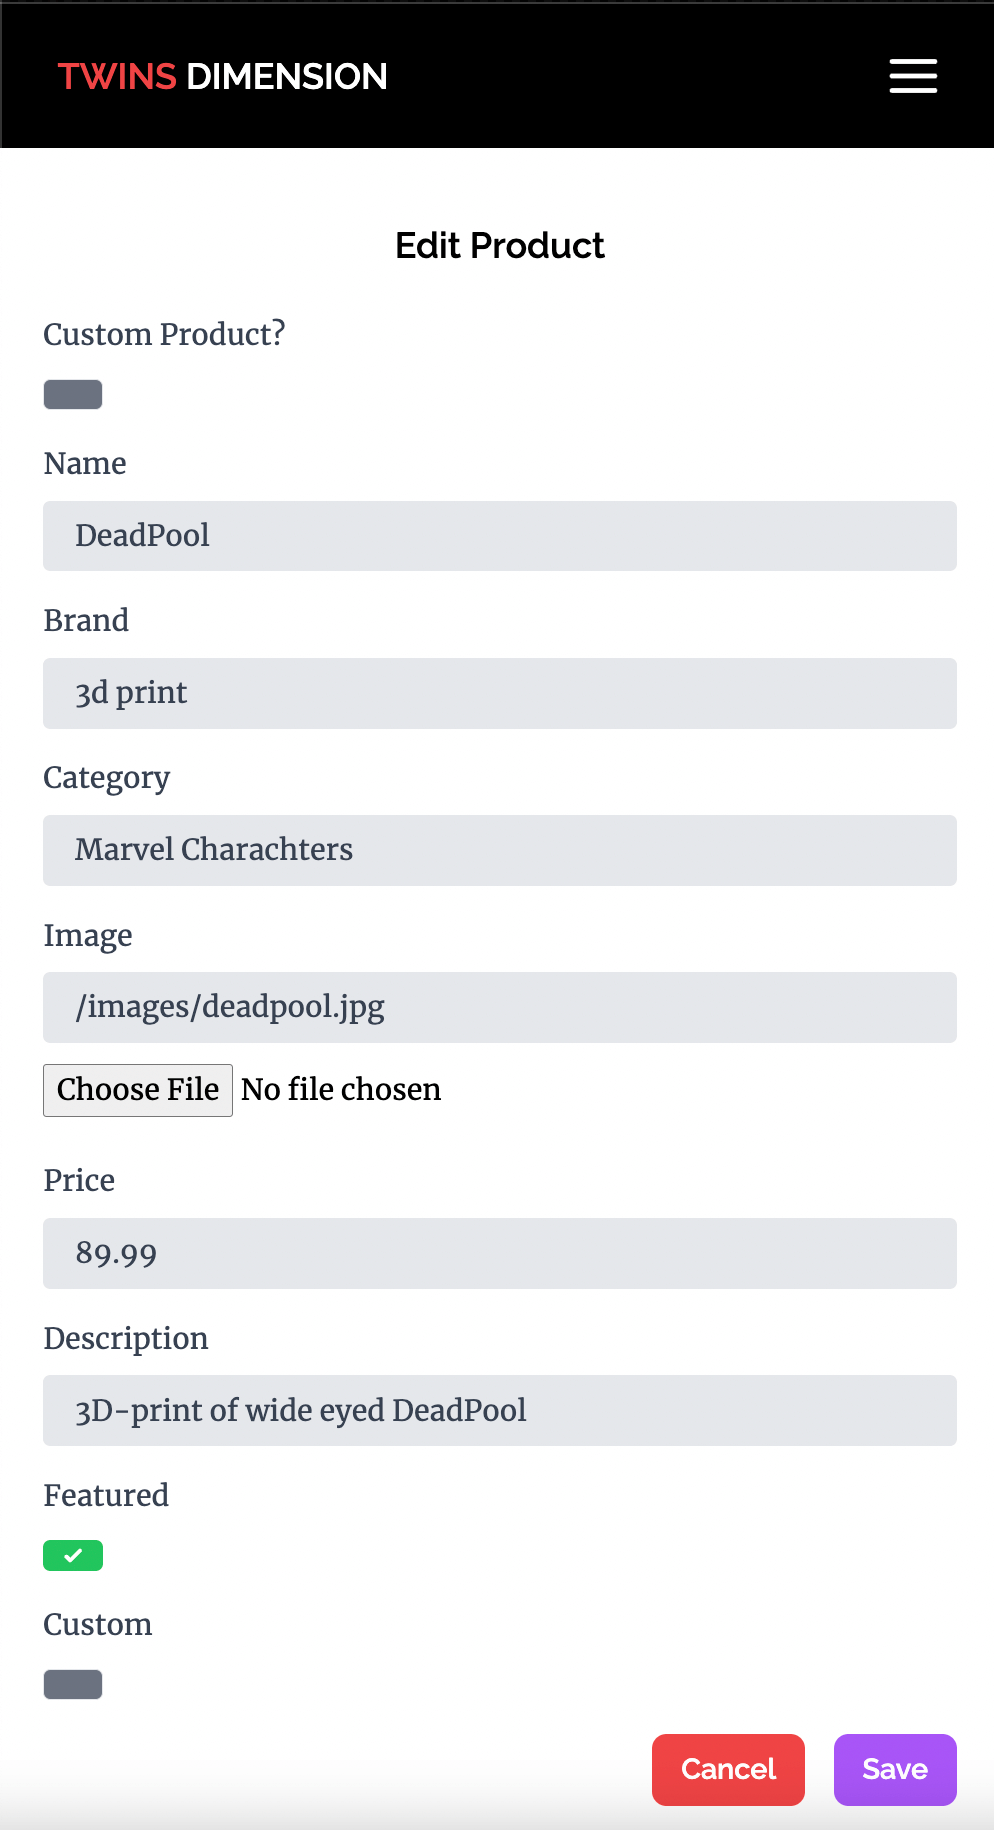 TWINS DIMENSION
Edit Product
Custom Product?
Name
DeadPool
Brand
3d print
Category
Marvel Charachters
Image
/images/deadpool.jpg
Choose File No file chosen
Price
89.99
Description
3D-print of wide eyed DeadPool
Featured
Custom
Cancel Save